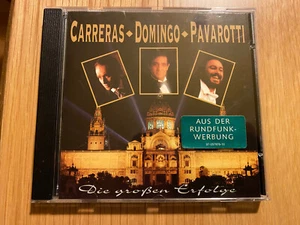 CARRERAS • DOMINGO • PAVAROTTI
AUS DER
RUNDFUNK-
WERBUNG
Die großen Erfolge